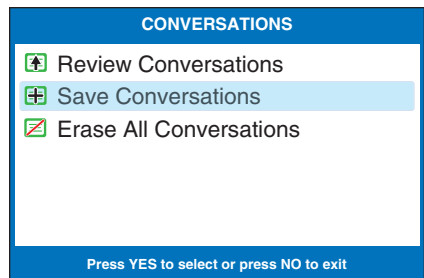 CONVERSATIONS
Review Conversations
Save Conversations
Erase All Conversations
Press YES to select or press NO to exit